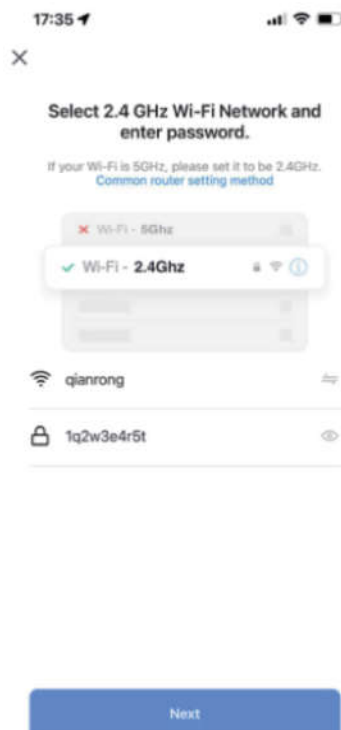 17:35
Select 2.4 GHz Wi-Fi Network and
enter password.
If your Wi-Fi is 5GHz, please set it to be 2.4GHz.
Common router setting method
Wi-Fi - 5Ghz
Wi-Fi - 2.4Ghz
qianrong
1q2w3e4r5t
Next